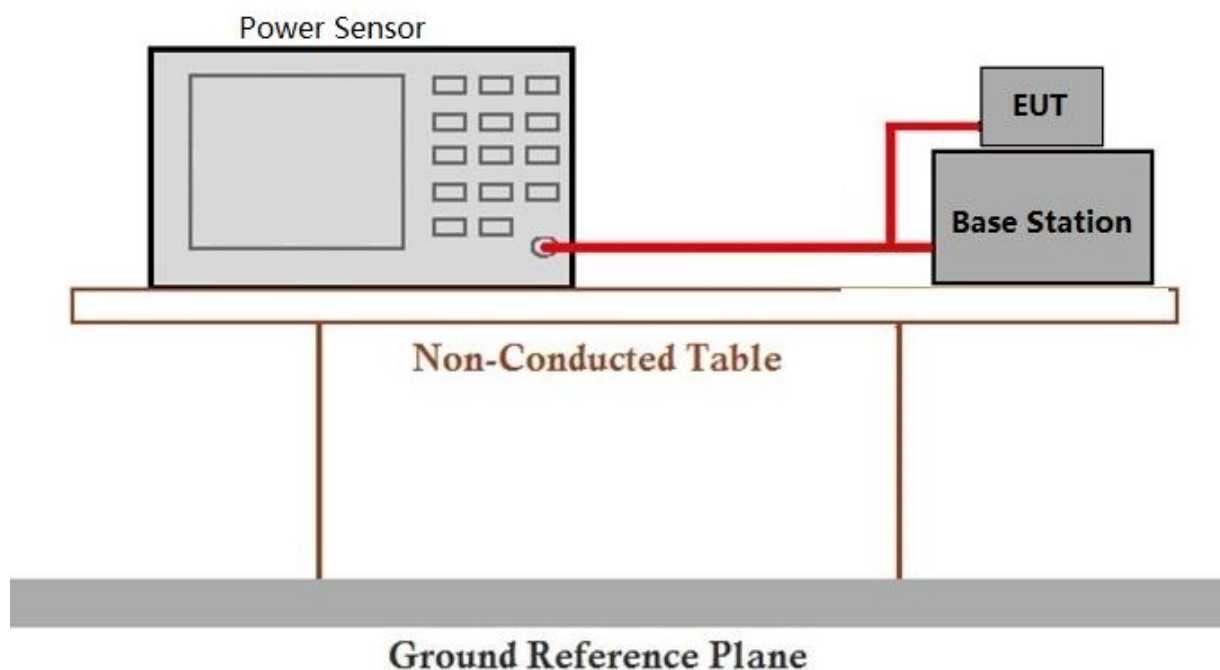 Power Sensor
EUT
Base Station
Non-Conducted Table
Ground Reference Plane